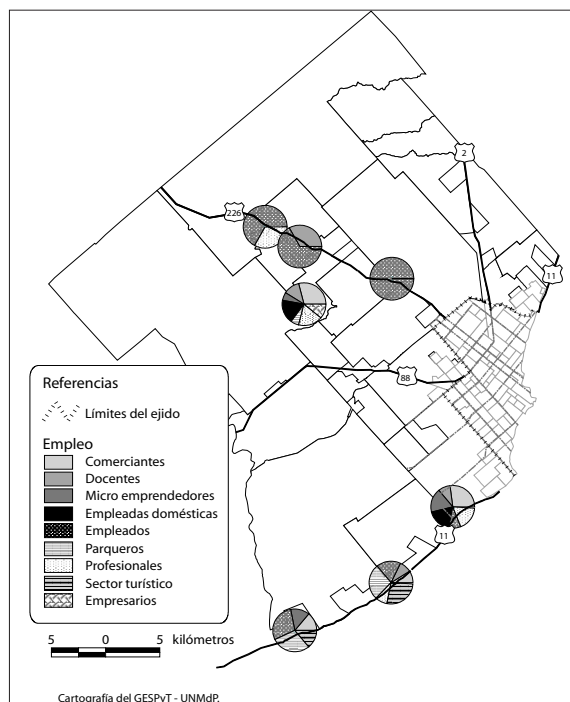 2
226
11
88
11
Referencias
Límites del ejido
Empleo
Comerciantes
Docentes
Micro emprendedores
Empleadas domésticas
Empleados
Parqueros
Profesionales
Sector turístico
Empresarios
5 0 5 kilómetros
Cartografía del GESPyT - UNMdP.